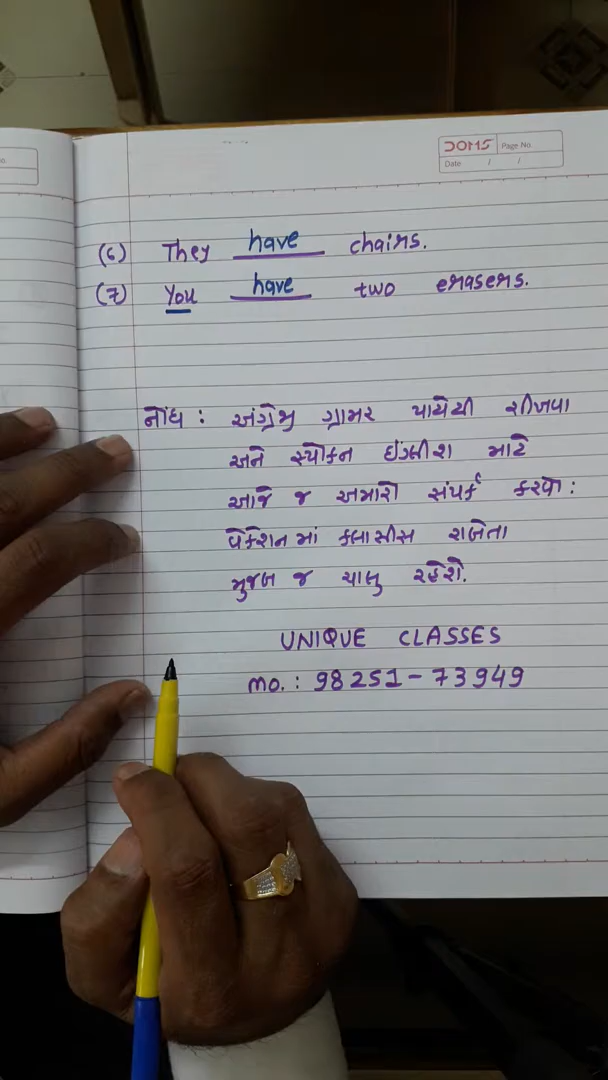 DOMS Page No.
Date / /
(6) They have chairs.
(7) You have two erasers.
નોંધ : અંગ્રેજી ગ્રામર પાયેથી શીખવા
અને સ્પોકન ઇંગ્લીશ માટે
આજે જ અમારો સંપર્ક કરવો :
વેકેશન માં કલાસીસ રાબેતા
મુજબ જ ચાલુ રહેશે.
UNIQUE CLASSES
mo. : 98251-73949